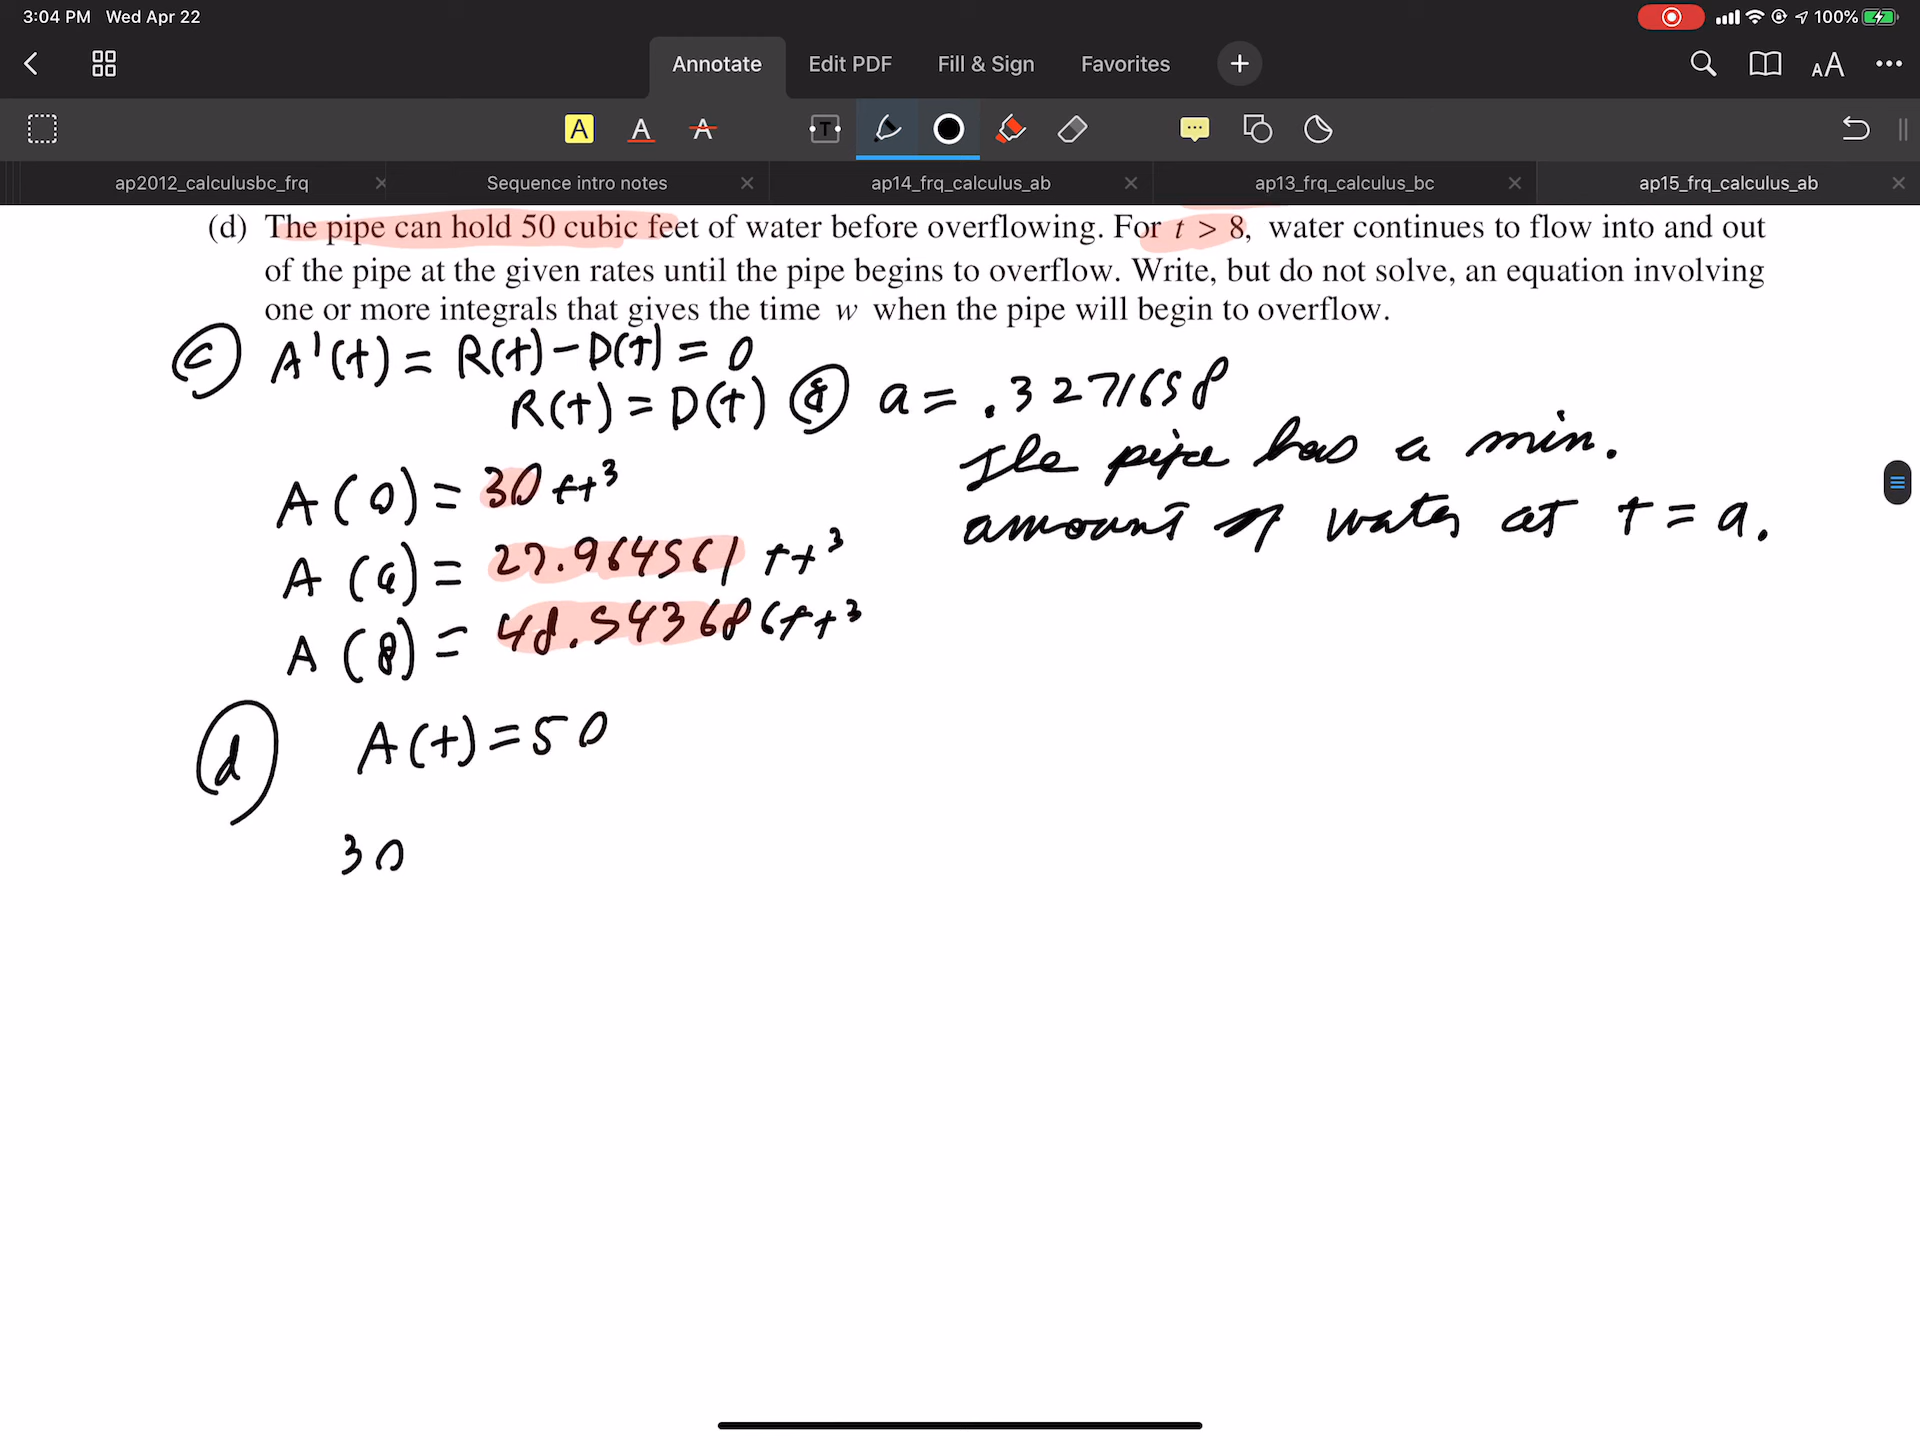 3:04 PM Wed Apr 22
100%
Annotate Edit PDF Fill & Sign Favorites +
AA
A A A T
ap2012_calculusbc_frq × Sequence intro notes × ap14_frq_calculus_ab × ap13_frq_calculus_bc × ap15_frq_calculus_ab ×
(d) The pipe can hold 50 cubic feet of water before overflowing. For t > 8, water continues to flow into and out
of the pipe at the given rates until the pipe begins to overflow. Write, but do not solve, an equation involving
one or more integrals that gives the time w when the pipe will begin to overflow.
(c) A'(t) = R(t) - D(t) = 0
R(t) = D(t) @ a = .3271658
The pipe has a min.
amount of water at t = a.
A(0) = 30 ft³
A(a) = 27.964561 ft³
A(8) = 48.543686 ft³
(d) A(t) = 50
30